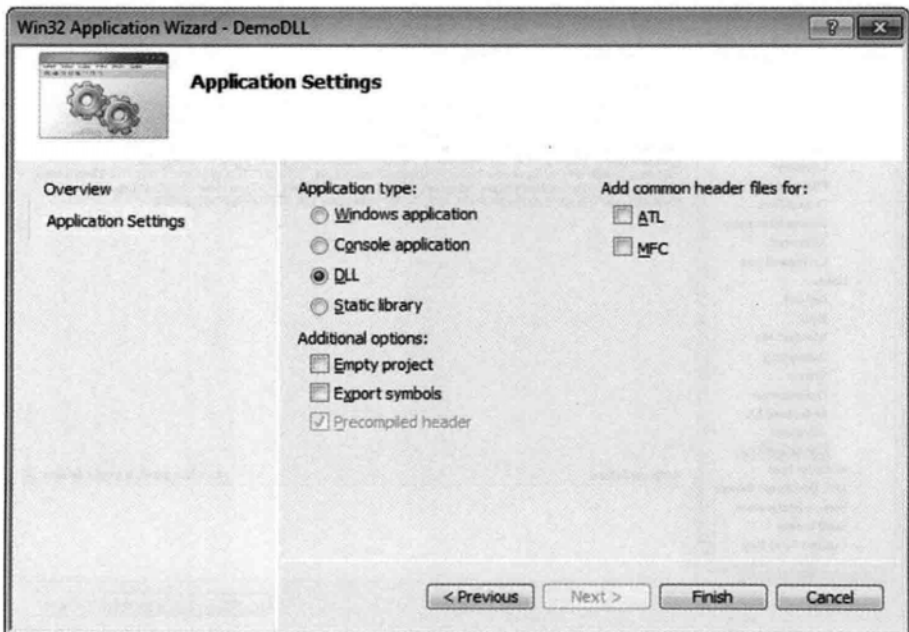 Win32 Application Wizard - DemoDLL
Application Settings
Overview
Application Settings
Application type:
Windows application
Console application
DLL
Static library
Additional options:
Empty project
Export symbols
Precompiled header
Add common header files for:
ATL
MFC
< Previous
Next >
Finish
Cancel